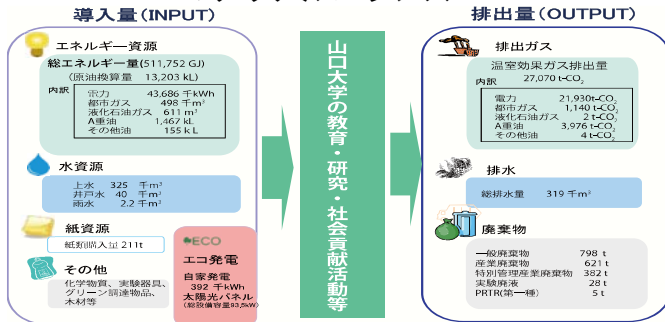 導入量(INPUT)
エネルギー資源
総エネルギー量(511,752 GJ)
(原油換算量 13,203 kL)
内訳
電力 43,686 千kWh
都市ガス 498 千m³
液化石油ガス 611 m³
A重油 1,467 kL
その他油 155 k L
水資源
上水 325 千m³
井戸水 40 千m³
雨水 2.2 千m³
紙資源
紙類購入量 211t
その他
化学物質、実験器具、
グリーン調達物品、
木材等
ECO
エコ発電
自家発電
392 千kWh
太陽光パネル
(総設備容量93,5kW)
山口大学の教育・研究・社会貢献活動等
排出量(OUTPUT)
排出ガス
温室効果ガス排出量
27,070 t-CO₂
内訳
電力 21,930t-CO₂
都市ガス 1,140 t-CO₂
液化石油ガス 2 t-CO₂
A重油 3,976 t-CO₂
その他油 4 t-CO₂
排水
総排水量 319 千m³
廃棄物
一般廃棄物 798 t
産業廃棄物 621 t
特別管理産業廃棄物 382 t
実験廃液 28 t
PRTR(第一種) 5 t